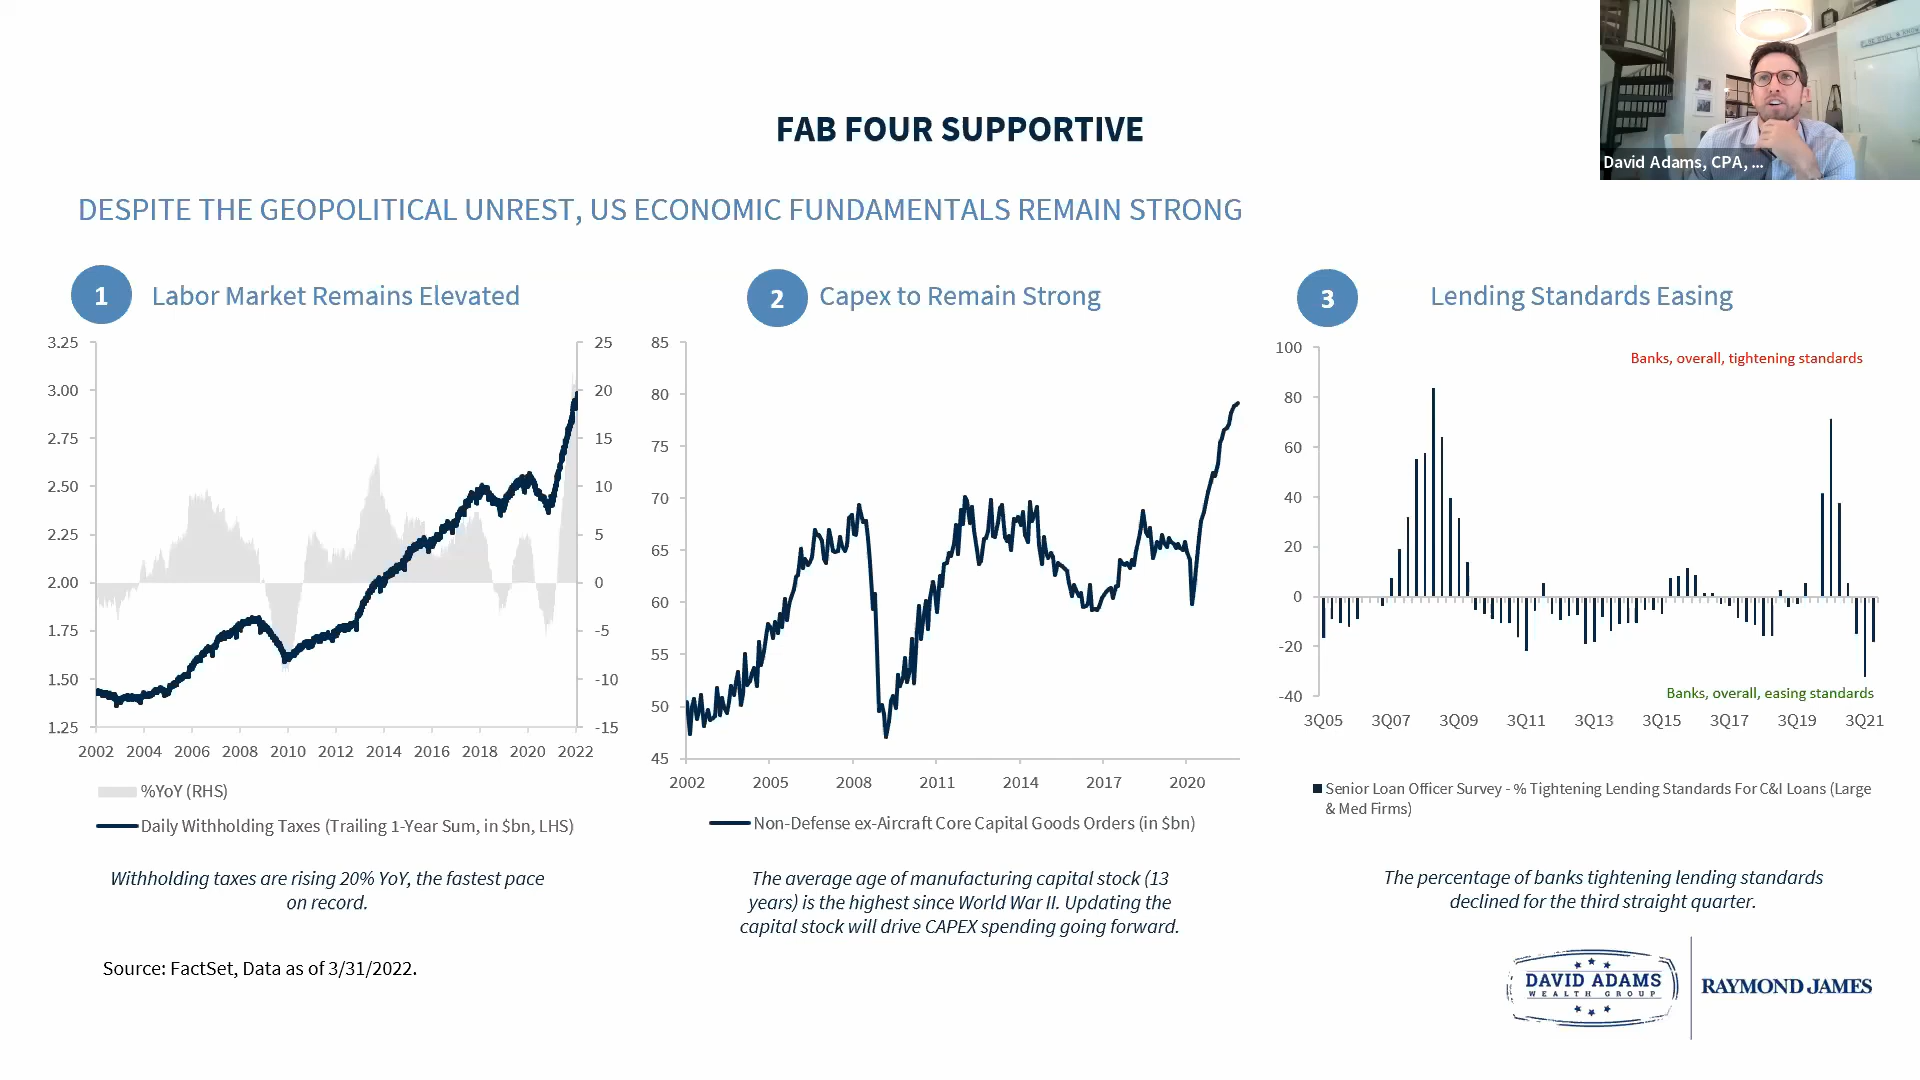 David Adams, CPA, ...
FAB FOUR SUPPORTIVE
DESPITE THE GEOPOLITICAL UNREST, US ECONOMIC FUNDAMENTALS REMAIN STRONG
1
Labor Market Remains Elevated
3.25
3.00
2.75
2.50
2.25
2.00
1.75
1.50
1.25
25
20
15
10
5
0
-5
-10
-15
2002 2004 2006 2008 2010 2012 2014 2016 2018 2020 2022
%YoY (RHS)
Daily Withholding Taxes (Trailing 1-Year Sum, in $bn, LHS)
Withholding taxes are rising 20% YoY, the fastest pace
on record.
Source: FactSet, Data as of 3/31/2022.
2
Capex to Remain Strong
85
80
75
70
65
60
55
50
45
2002 2005 2008 2011 2014 2017 2020
Non-Defense ex-Aircraft Core Capital Goods Orders (in $bn)
The average age of manufacturing capital stock (13
years) is the highest since World War II. Updating the
capital stock will drive CAPEX spending going forward.
3
Lending Standards Easing
100
80
60
40
20
0
-20
-40
Banks, overall, tightening standards
Banks, overall, easing standards
3Q05 3Q07 3Q09 3Q11 3Q13 3Q15 3Q17 3Q19 3Q21
Senior Loan Officer Survey - % Tightening Lending Standards For C&I Loans (Large
& Med Firms)
The percentage of banks tightening lending standards
declined for the third straight quarter.
DAVID ADAMS
WEALTH GROUP
RAYMOND JAMES